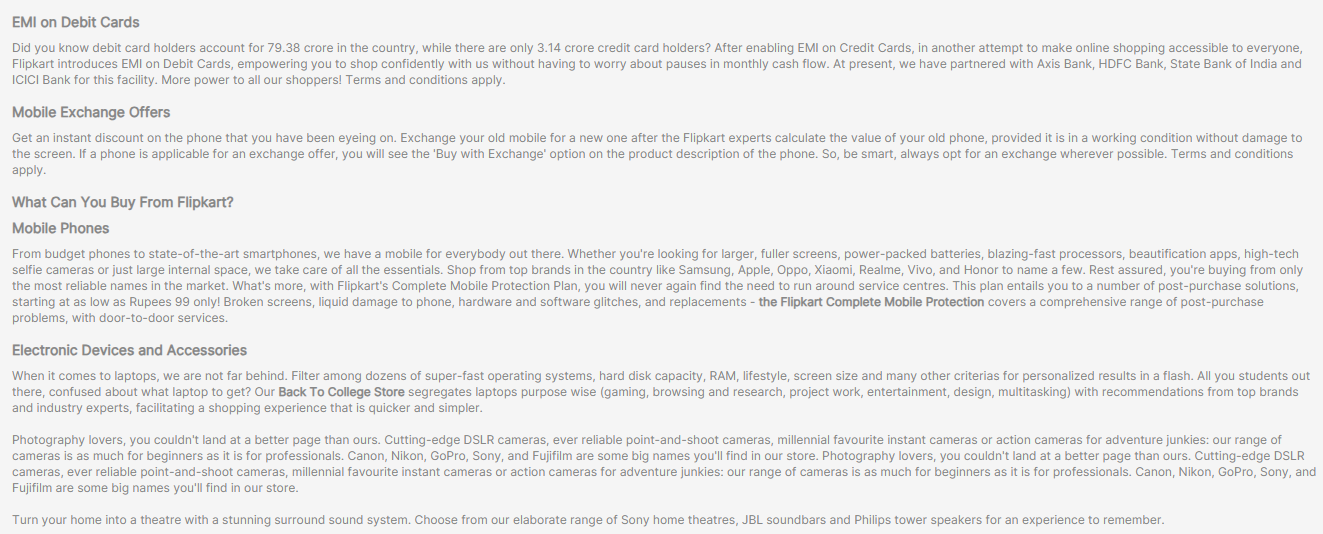 EMI on Debit Cards
Did you know debit card holders account for 79.38 crore in the country, while there are only 3.14 crore credit card holders? After enabling EMI on Credit Cards, in another attempt to make online shopping accessible to everyone,
Flipkart introduces EMI on Debit Cards, empowering you to shop confidently with us without having to worry about pauses in monthly cash flow. At present, we have partnered with Axis Bank, HDFC Bank, State Bank of India and
ICICI Bank for this facility. More power to all our shoppers! Terms and conditions apply.
Mobile Exchange Offers
Get an instant discount on the phone that you have been eyeing on. Exchange your old mobile for a new one after the Flipkart experts calculate the value of your old phone, provided it is in a working condition without damage to
the screen. If a phone is applicable for an exchange offer, you will see the 'Buy with Exchange' option on the product description of the phone. So, be smart, always opt for an exchange wherever possible. Terms and conditions
apply.
What Can You Buy From Flipkart?
Mobile Phones
From budget phones to state-of-the-art smartphones, we have a mobile for everybody out there. Whether you're looking for larger, fuller screens, power-packed batteries, blazing-fast processors, beautification apps, high-tech
selfie cameras or just large internal space, we take care of all the essentials. Shop from top brands in the country like Samsung, Apple, Oppo, Xiaomi, Realme, Vivo, and Honor to name a few. Rest assured, you're buying from only
the most reliable names in the market. What's more, with Flipkart's Complete Mobile Protection Plan, you will never again find the need to run around service centres. This plan entails you to a number of post-purchase solutions,
starting at as low as Rupees 99 only! Broken screens, liquid damage to phone, hardware and software glitches, and replacements - the Flipkart Complete Mobile Protection covers a comprehensive range of post-purchase
problems, with door-to-door services.
Electronic Devices and Accessories
When it comes to laptops, we are not far behind. Filter among dozens of super-fast operating systems, hard disk capacity, RAM, lifestyle, screen size and many other criterias for personalized results in a flash. All you students out
there, confused about what laptop to get? Our Back To College Store segregates laptops purpose wise (gaming, browsing and research, project work, entertainment, design, multitasking) with recommendations from top brands
and industry experts, facilitating a shopping experience that is quicker and simpler.
Photography lovers, you couldn't land at a better page than ours. Cutting-edge DSLR cameras, ever reliable point-and-shoot cameras, millennial favourite instant cameras or action cameras for adventure junkies: our range of
cameras is as much for beginners as it is for professionals. Canon, Nikon, GoPro, Sony, and Fujifilm are some big names you'll find in our store. Photography lovers, you couldn't land at a better page than ours. Cutting-edge DSLR
cameras, ever reliable point-and-shoot cameras, millennial favourite instant cameras or action cameras for adventure junkies: our range of cameras is as much for beginners as it is for professionals. Canon, Nikon, GoPro, Sony, and
Fujifilm are some big names you'll find in our store.
Turn your home into a theatre with a stunning surround sound system. Choose from our elaborate range of Sony home theatres, JBL soundbars and Philips tower speakers for an experience to remember.